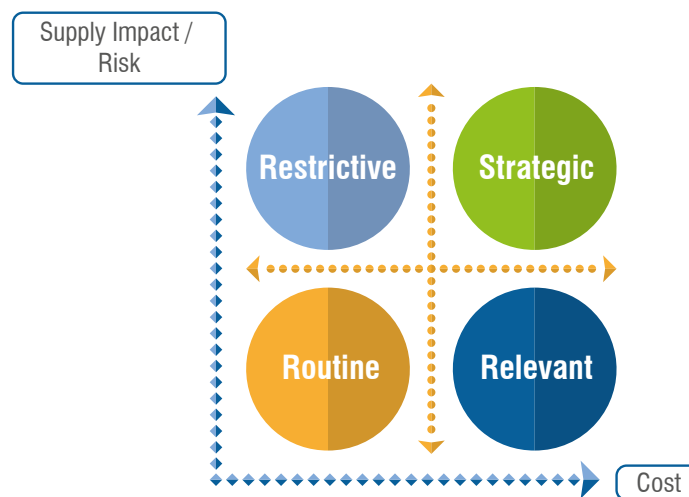 Supply Impact /
Risk
Restrictive
Strategic
Routine
Relevant
Cost